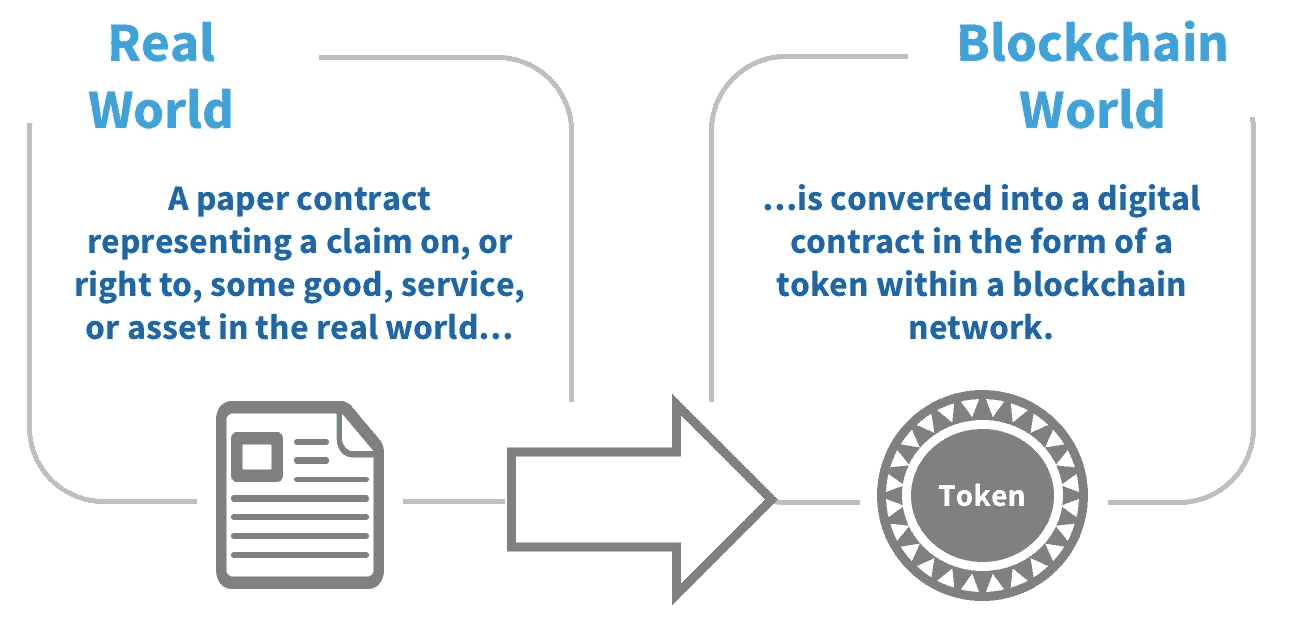 Real
World
A paper contract
representing a claim on, or
right to, some good, service,
or asset in the real world…
Blockchain
World
…is converted into a digital
contract in the form of a
token within a blockchain
network.
Token